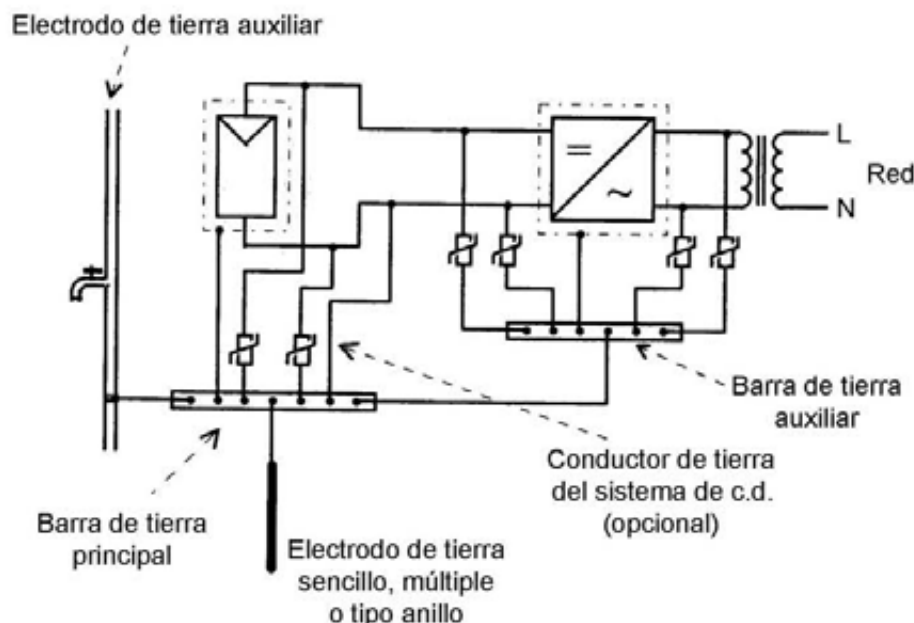 Electrodo de tierra auxiliar
L
Red
N
Barra de tierra
auxiliar
Conductor de tierra
del sistema de c.d.
(opcional)
Barra de tierra
principal
Electrodo de tierra
sencillo, múltiple
o tipo anillo